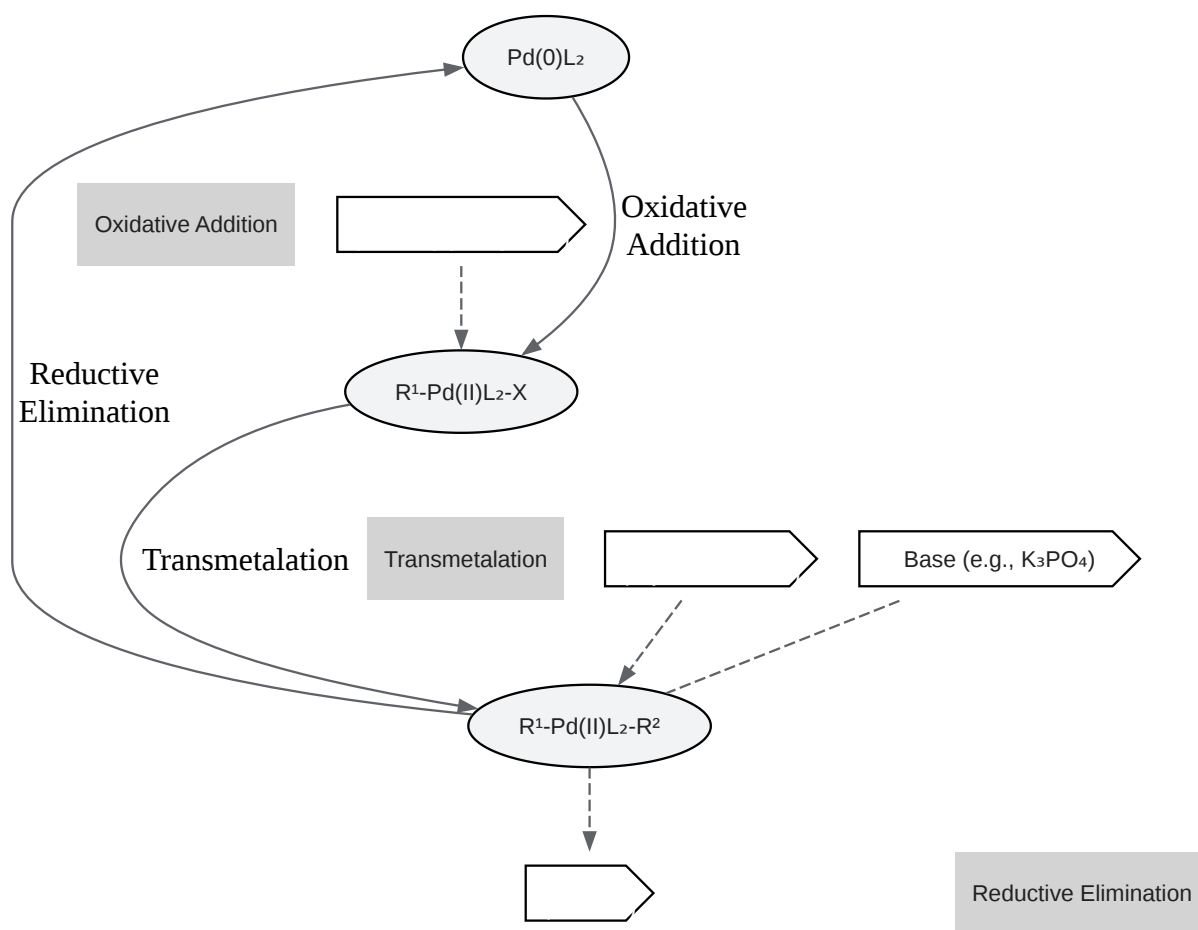 Pd(0)L₂
Oxidative Addition
Oxidative
Addition
Reductive
Elimination
R¹-Pd(II)L₂-X
Transmetalation
Transmetalation
Base (e.g., K₃PO₄)
R¹-Pd(II)L₂-R²
Reductive Elimination